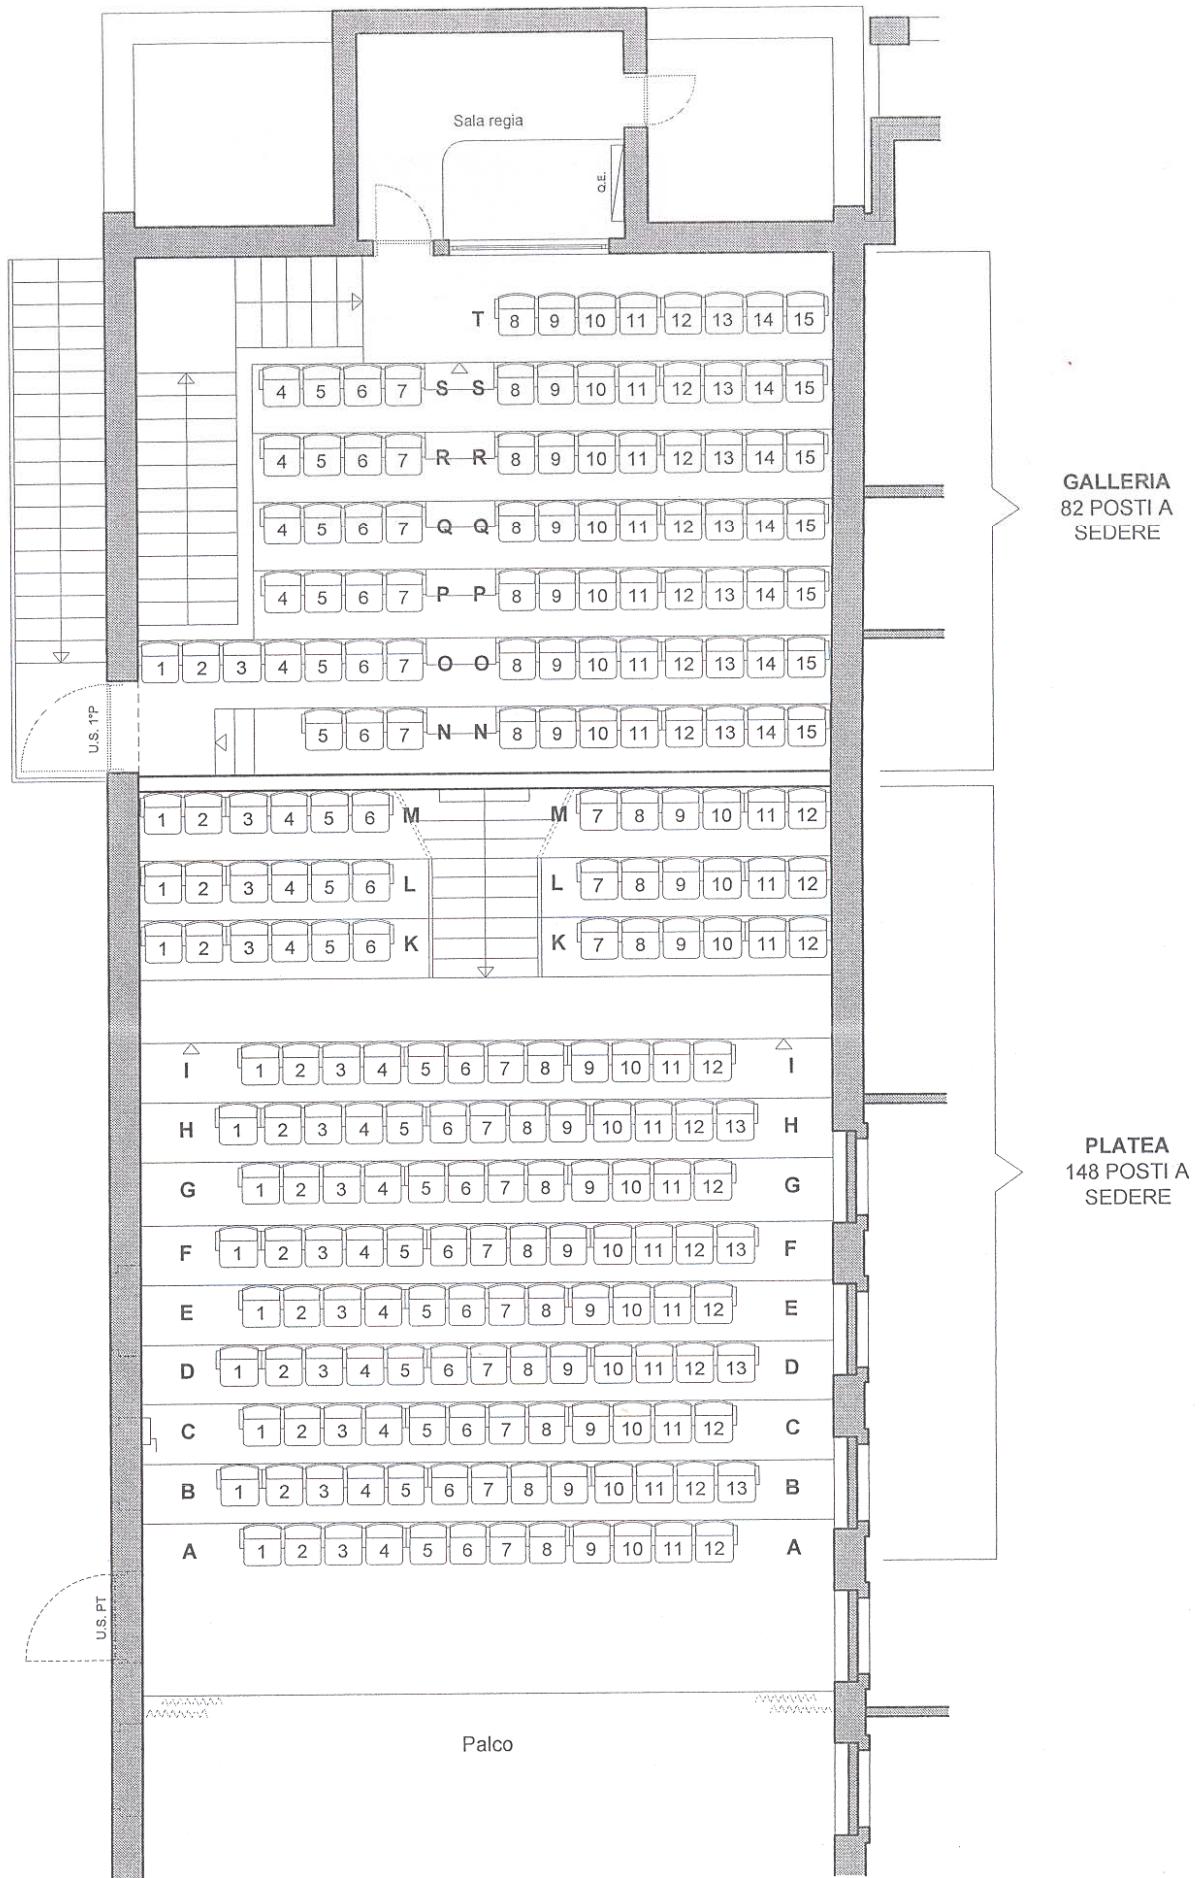 Sala regia
Q.E.
T 8 9 10 11 12 13 14 15
4 5 6 7 S S 8 9 10 11 12 13 14 15
4 5 6 7 R R 8 9 10 11 12 13 14 15
4 5 6 7 Q Q 8 9 10 11 12 13 14 15
4 5 6 7 P P 8 9 10 11 12 13 14 15
1 2 3 4 5 6 7 O O 8 9 10 11 12 13 14 15
U.S. 1°P
5 6 7 N N 8 9 10 11 12 13 14 15
GALLERIA
82 POSTI A
SEDERE
1 2 3 4 5 6 M M 7 8 9 10 11 12
1 2 3 4 5 6 L L 7 8 9 10 11 12
1 2 3 4 5 6 K K 7 8 9 10 11 12
I 1 2 3 4 5 6 7 8 9 10 11 12 I
H 1 2 3 4 5 6 7 8 9 10 11 12 13 H
G 1 2 3 4 5 6 7 8 9 10 11 12 G
F 1 2 3 4 5 6 7 8 9 10 11 12 13 F
E 1 2 3 4 5 6 7 8 9 10 11 12 E
D 1 2 3 4 5 6 7 8 9 10 11 12 13 D
C 1 2 3 4 5 6 7 8 9 10 11 12 C
B 1 2 3 4 5 6 7 8 9 10 11 12 13 B
A 1 2 3 4 5 6 7 8 9 10 11 12 A
PLATEA
148 POSTI A
SEDERE
U.S. PT
Palco